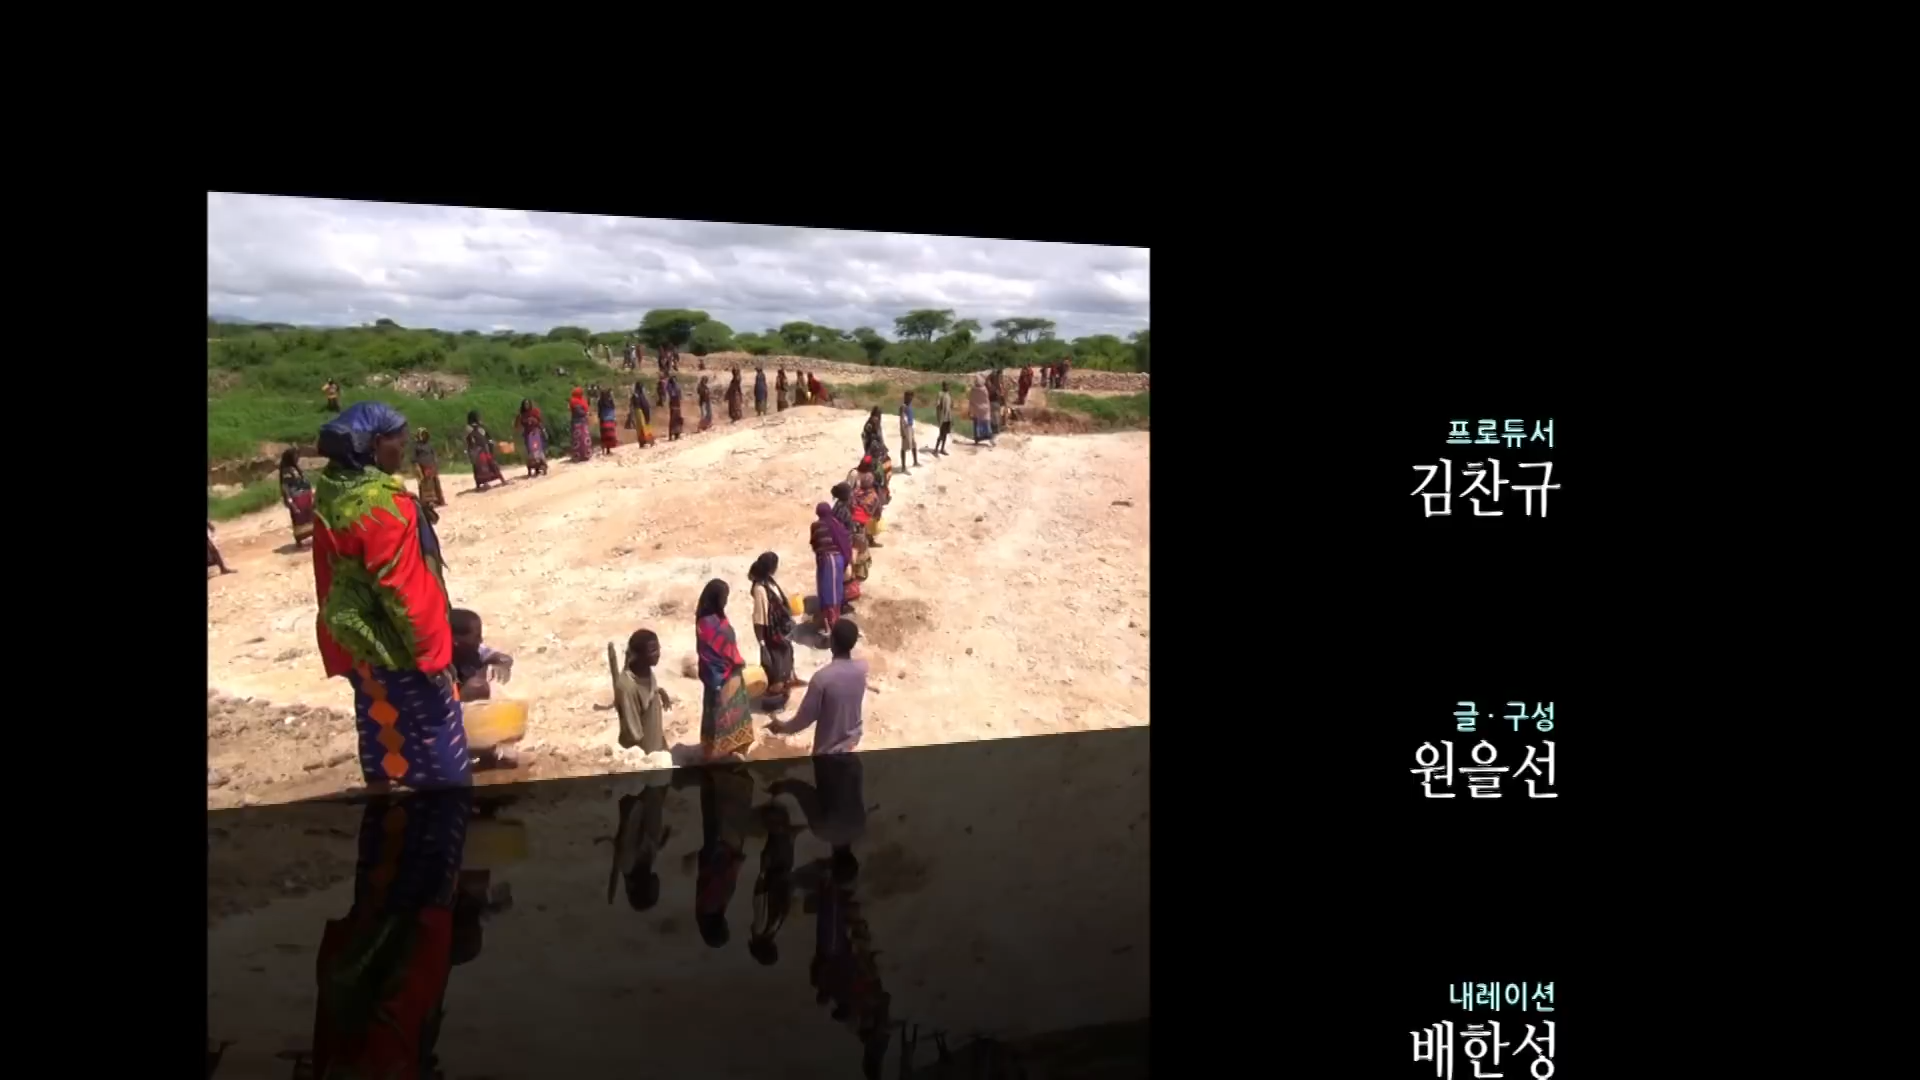 프로듀서
김찬규
글·구성
원을선
내레이션
배한성